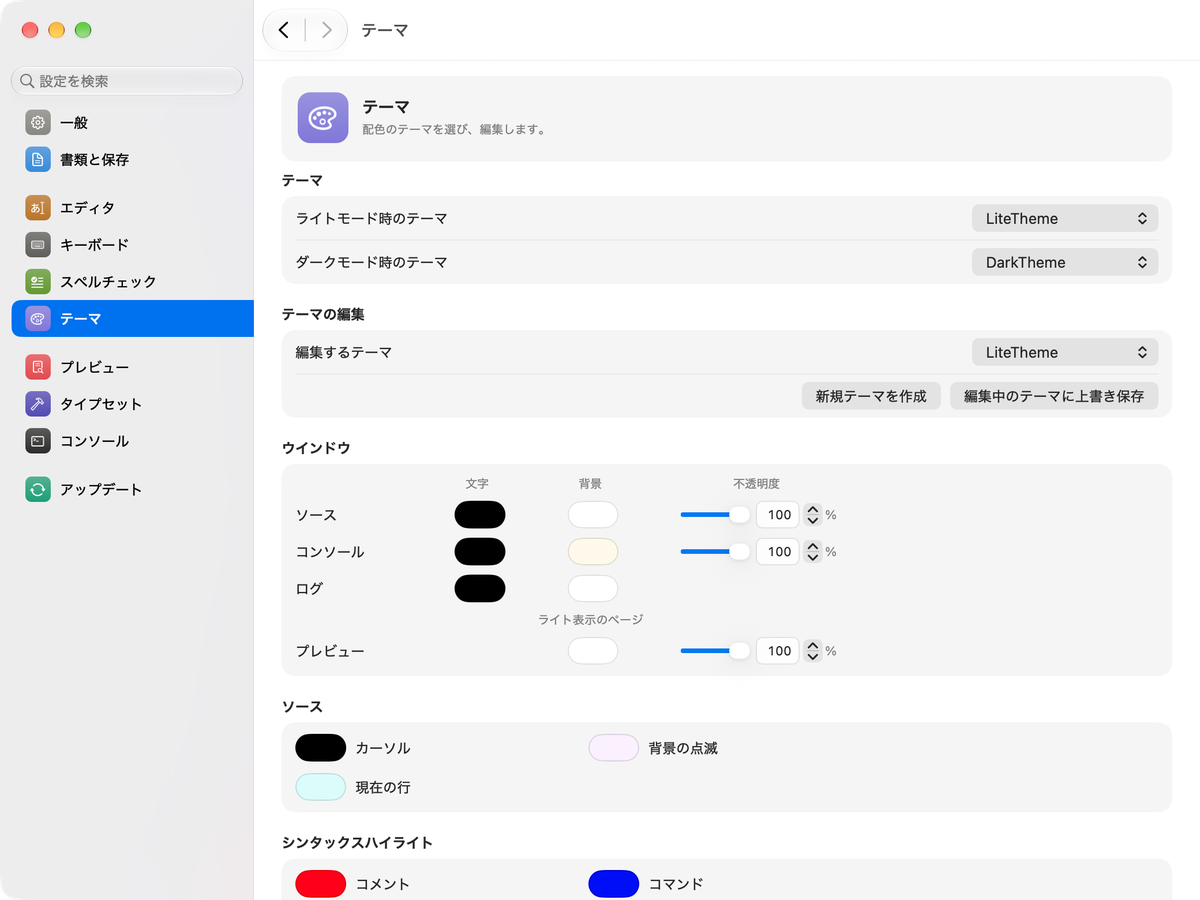 テーマ
設定を検索
一般
書類と保存
エディタ
キーボード
スペルチェック
テーマ
プレビュー
タイプセット
コンソール
アップデート
テーマ
配色のテーマを選び、編集します。
テーマ
ライトモード時のテーマ LiteTheme
ダークモード時のテーマ DarkTheme
テーマの編集
編集するテーマ LiteTheme
新規テーマを作成 編集中のテーマに上書き保存
ウインドウ
文字 背景 不透明度
ソース 100 %
コンソール 100 %
ログ
ライト表示のページ
プレビュー 100 %
ソース
カーソル 背景の点滅
現在の行
シンタックスハイライト
コメント コマンド